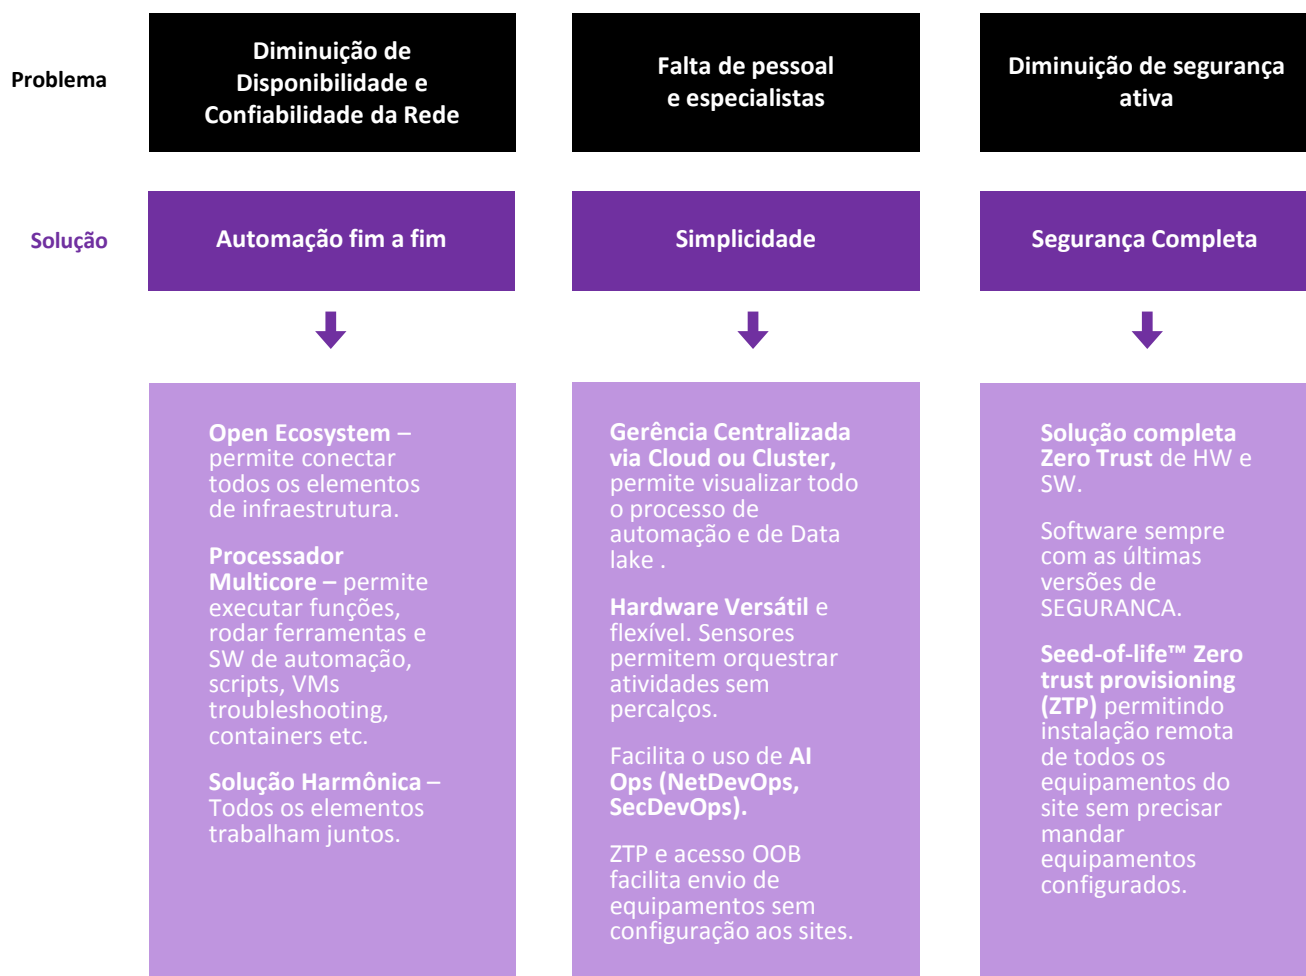 Problema
Diminuição de
Disponibilidade e
Confiabilidade da Rede
Falta de pessoal
e especialistas
Diminuição de segurança
ativa
Solução
Automação fim a fim
Simplicidade
Segurança Completa
Open Ecosystem –
permite conectar
todos os elementos
de infraestrutura.
Processador
Multicore – permite
executar funções,
rodar ferramentas e
SW de automação,
scripts, VMs
troubleshooting,
containers etc.
Solução Harmônica –
Todos os elementos
trabalham juntos.
Gerência Centralizada
via Cloud ou Cluster,
permite visualizar todo
o processo de
automação e de Data
lake .
Hardware Versátil e
flexível. Sensores
permitem orquestrar
atividades sem
percalços.
Facilita o uso de AI
Ops (NetDevOps,
SecDevOps).
ZTP e acesso OOB
facilita envio de
equipamentos sem
configuração aos sites.
Solução completa
Zero Trust de HW e
SW.
Software sempre
com as últimas
versões de
SEGURANCA.
Seed-of-life™ Zero
trust provisioning
(ZTP) permitindo
instalação remota
de todos os
equipamentos do
site sem precisar
mandar
equipamentos
configurados.